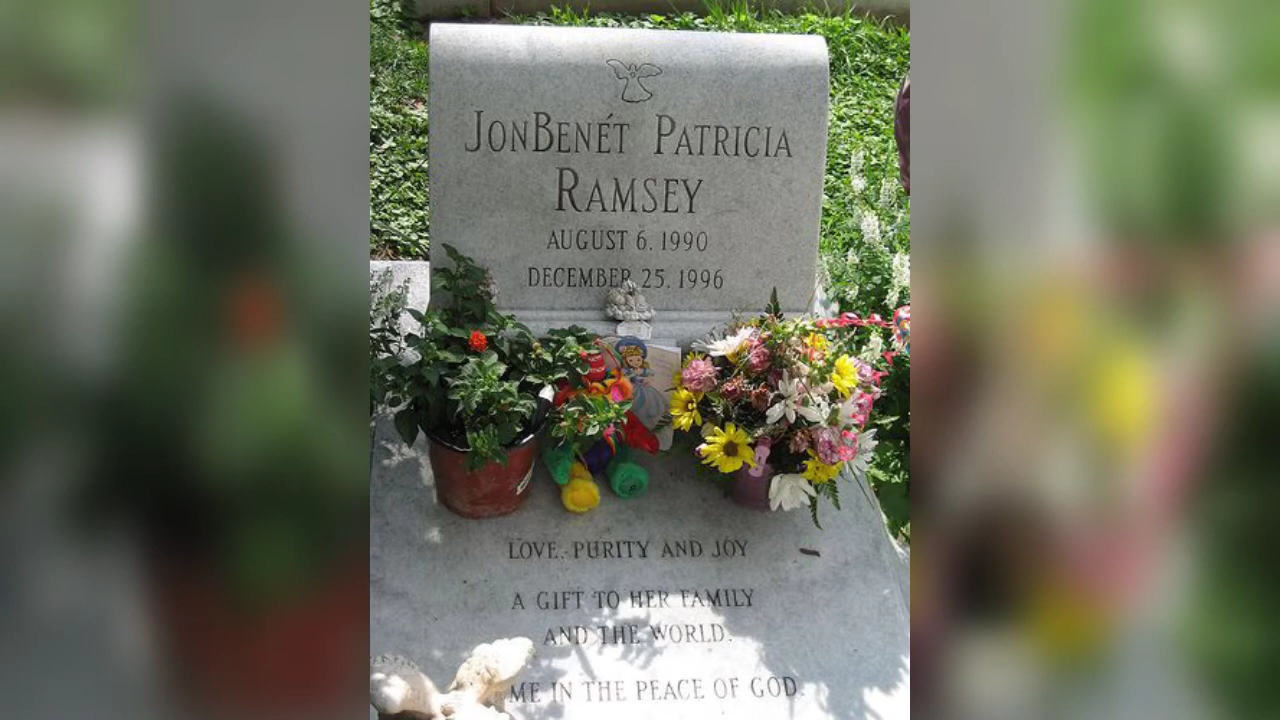 JonBenét Patricia
Ramsey
August 6, 1990
December 25, 1996
Love, Purity and Joy
A gift to her family
and the world.
me in the peace of God